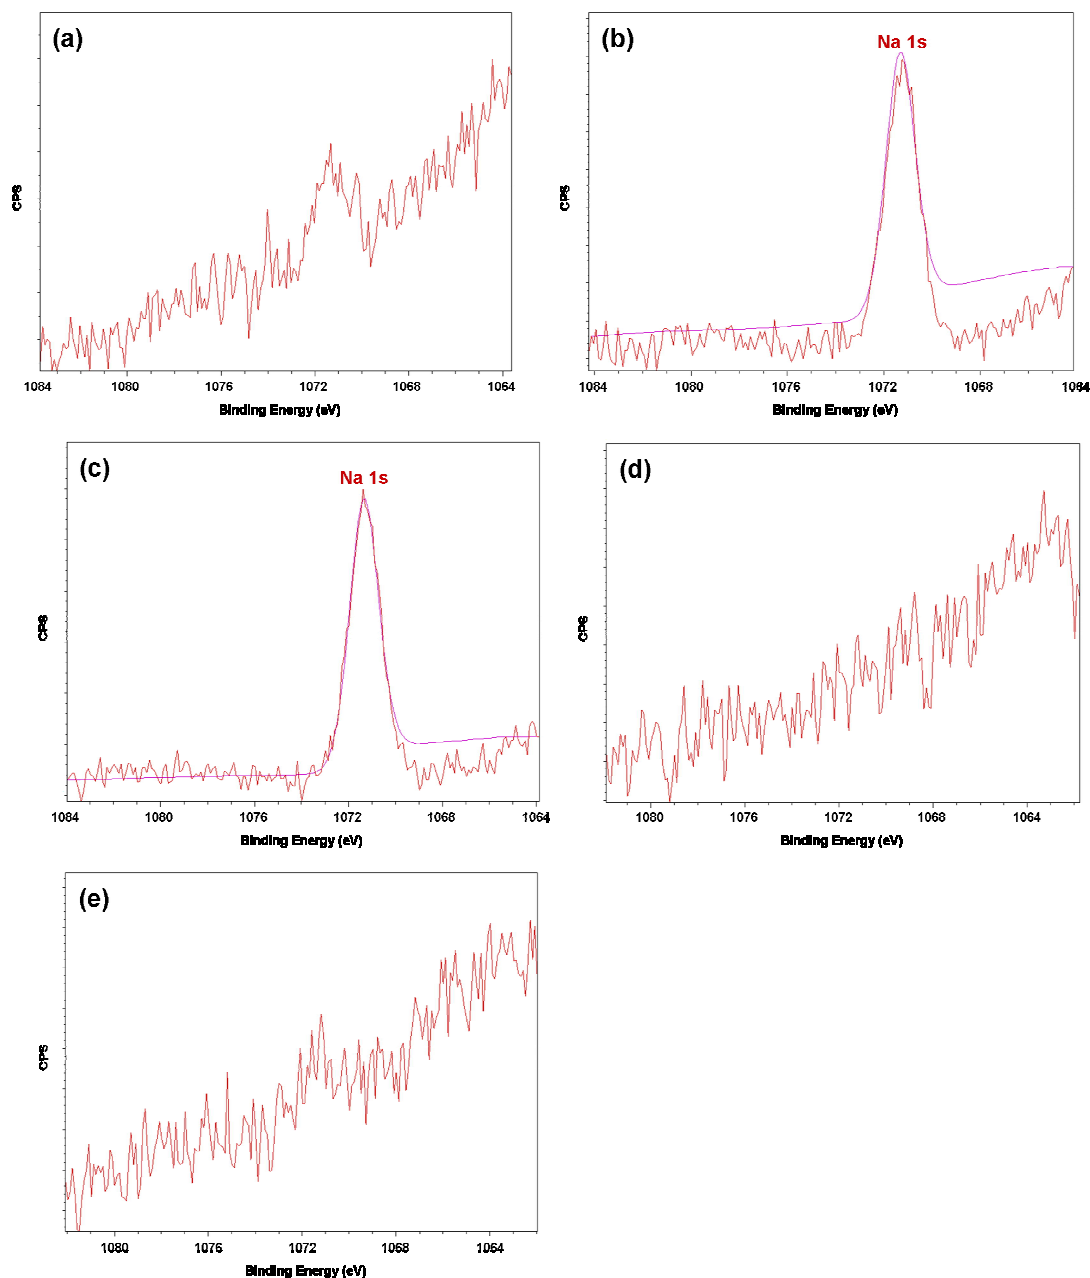 (a)
CPS
1084 1080 1076 1072 1068 1064
Binding Energy (eV)
(b)
Na 1s
CPS
1084 1080 1076 1072 1068 1064
Binding Energy (eV)
(c)
Na 1s
CPS
1084 1080 1076 1072 1068 1064
Binding Energy (eV)
(d)
CPS
1080 1076 1072 1068 1064
Binding Energy (eV)
(e)
CPS
1080 1076 1072 1068 1064
Binding Energy (eV)